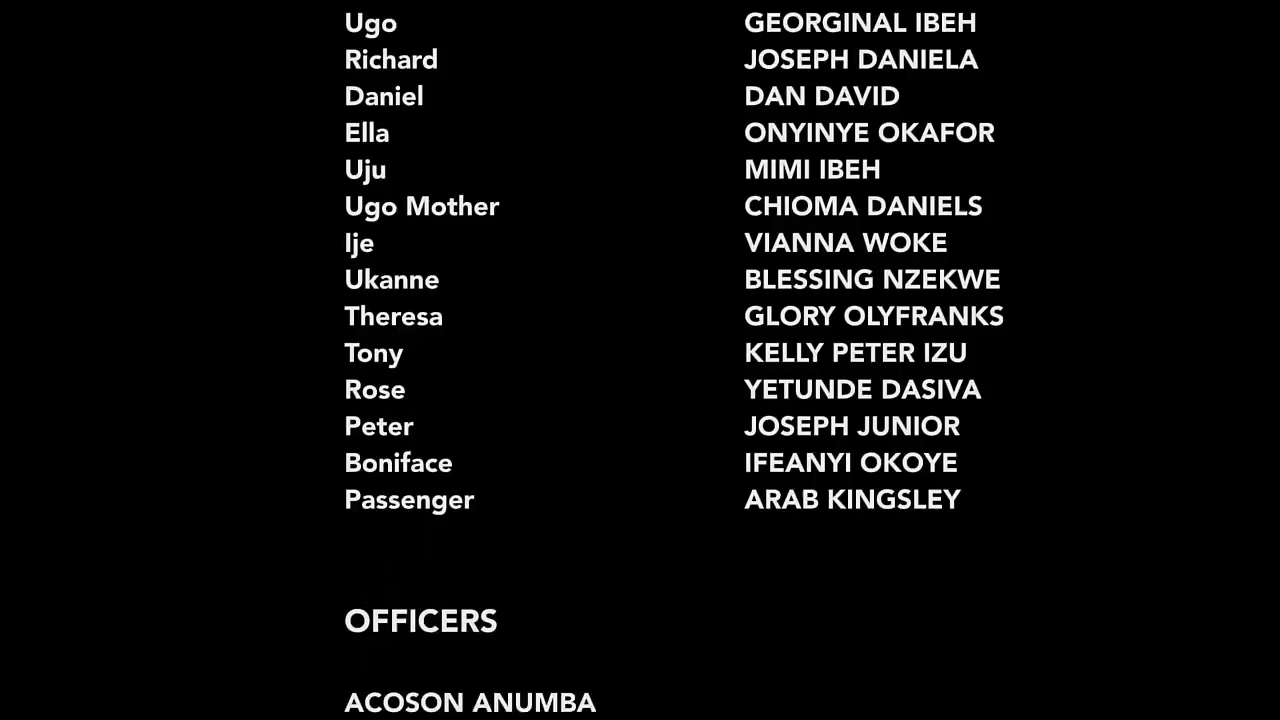 Ugo GEORGINAL IBEH
Richard JOSEPH DANIELA
Daniel DAN DAVID
Ella ONYINYE OKAFOR
Uju MIMI IBEH
Ugo Mother CHIOMA DANIELS
Ije VIANNA WOKE
Ukanne BLESSING NZEKWE
Theresa GLORY OLYFRANKS
Tony KELLY PETER IZU
Rose YETUNDE DASIVA
Peter JOSEPH JUNIOR
Boniface IFEANYI OKOYE
Passenger ARAB KINGSLEY
OFFICERS
ACOSON ANUMBA